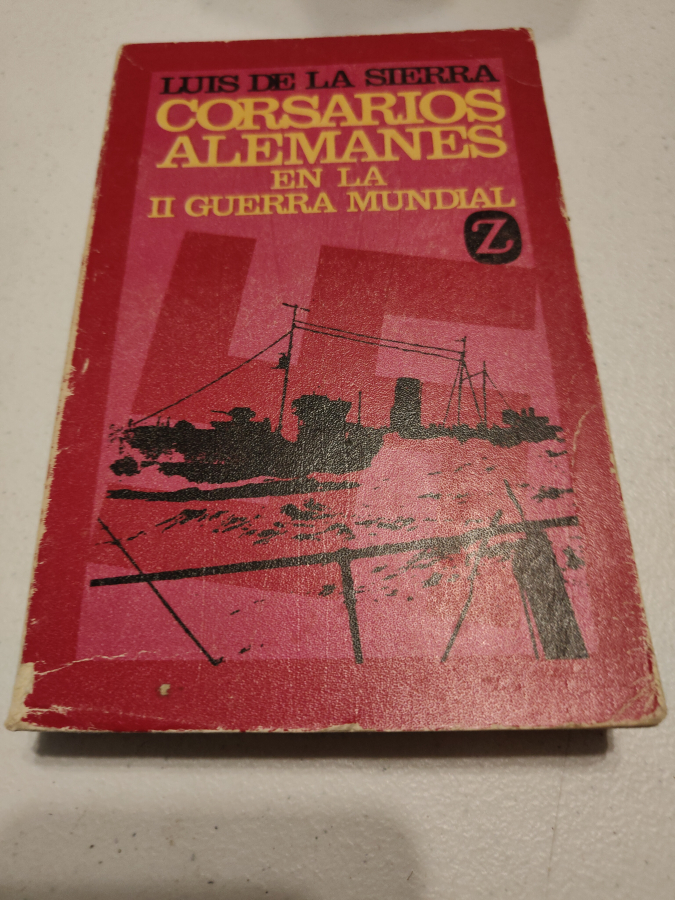 LUIS DE LA SIERRA
CORSARIOS
ALEMANES
EN LA
II GUERRA MUNDIAL
Z